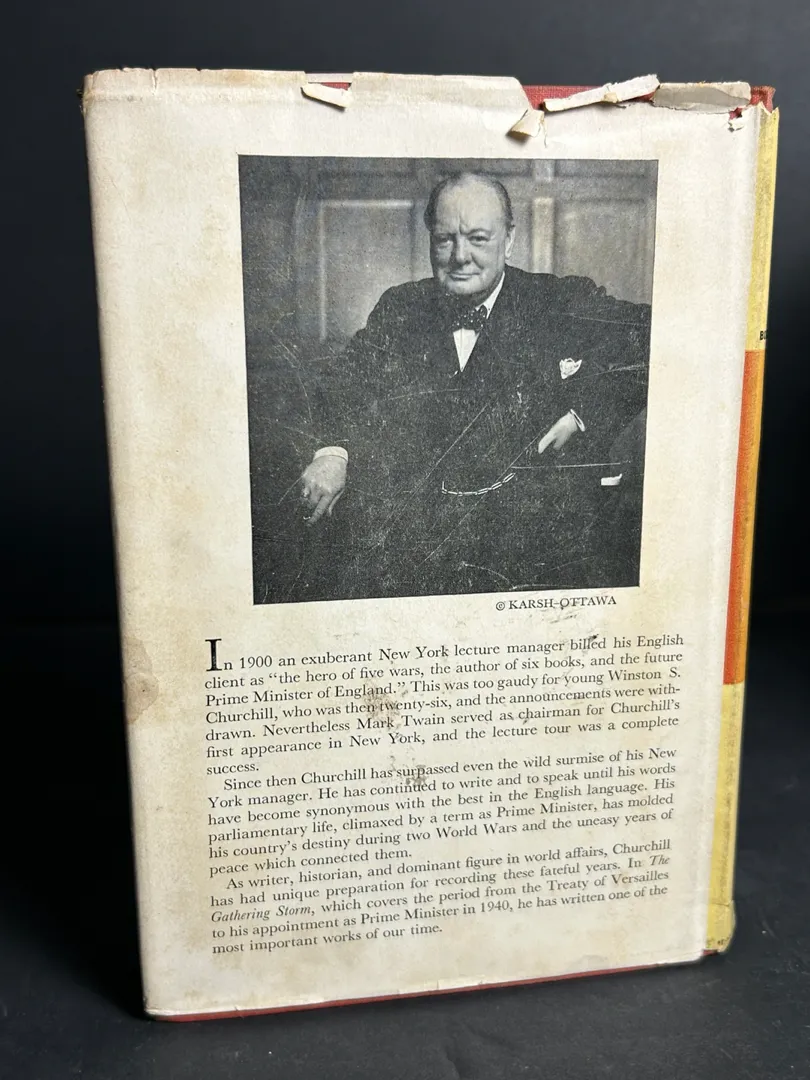 © KARSH-OTTAWA
In 1900 an exuberant New York lecture manager billed his English
client as “the hero of five wars, the author of six books, and the future
Prime Minister of England.” This was too gaudy for young Winston S.
Churchill, who was then twenty-six, and the announcements were with-
drawn. Nevertheless Mark Twain served as chairman for Churchill’s
first appearance in New York, and the lecture tour was a complete
success.
Since then Churchill has surpassed even the wild surmise of his New
York manager. He has continued to write and to speak until his words
have become synonymous with the best in the English language. His
parliamentary life, climaxed by a term as Prime Minister, has molded
his country’s destiny during two World Wars and the uneasy years of
peace which connected them.
As writer, historian, and dominant figure in world affairs, Churchill
has had unique preparation for recording these fateful years. In The
Gathering Storm, which covers the period from the Treaty of Versailles
to his appointment as Prime Minister in 1940, he has written one of the
most important works of our time.